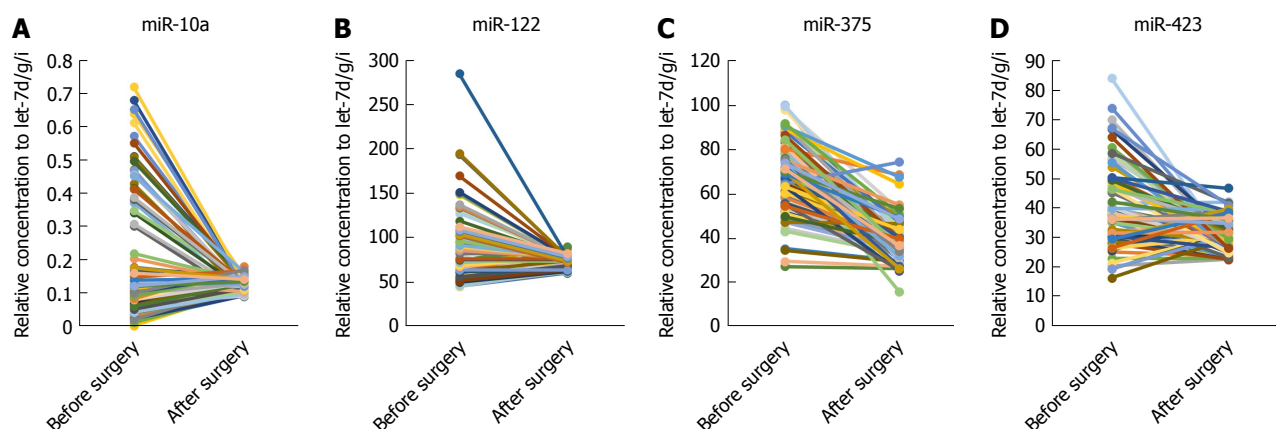 A
miR-10a
Relative concentration to let-7d/g/i
0.8
0.7
0.6
0.5
0.4
0.3
0.2
0.1
0
Before surgery
After surgery
B
miR-122
Relative concentration to let-7d/g/i
300
250
200
150
100
50
0
Before surgery
After surgery
C
miR-375
Relative concentration to let-7d/g/i
120
100
80
60
40
20
0
Before surgery
After surgery
D
miR-423
Relative concentration to let-7d/g/i
90
80
70
60
50
40
30
20
10
0
Before surgery
After surgery